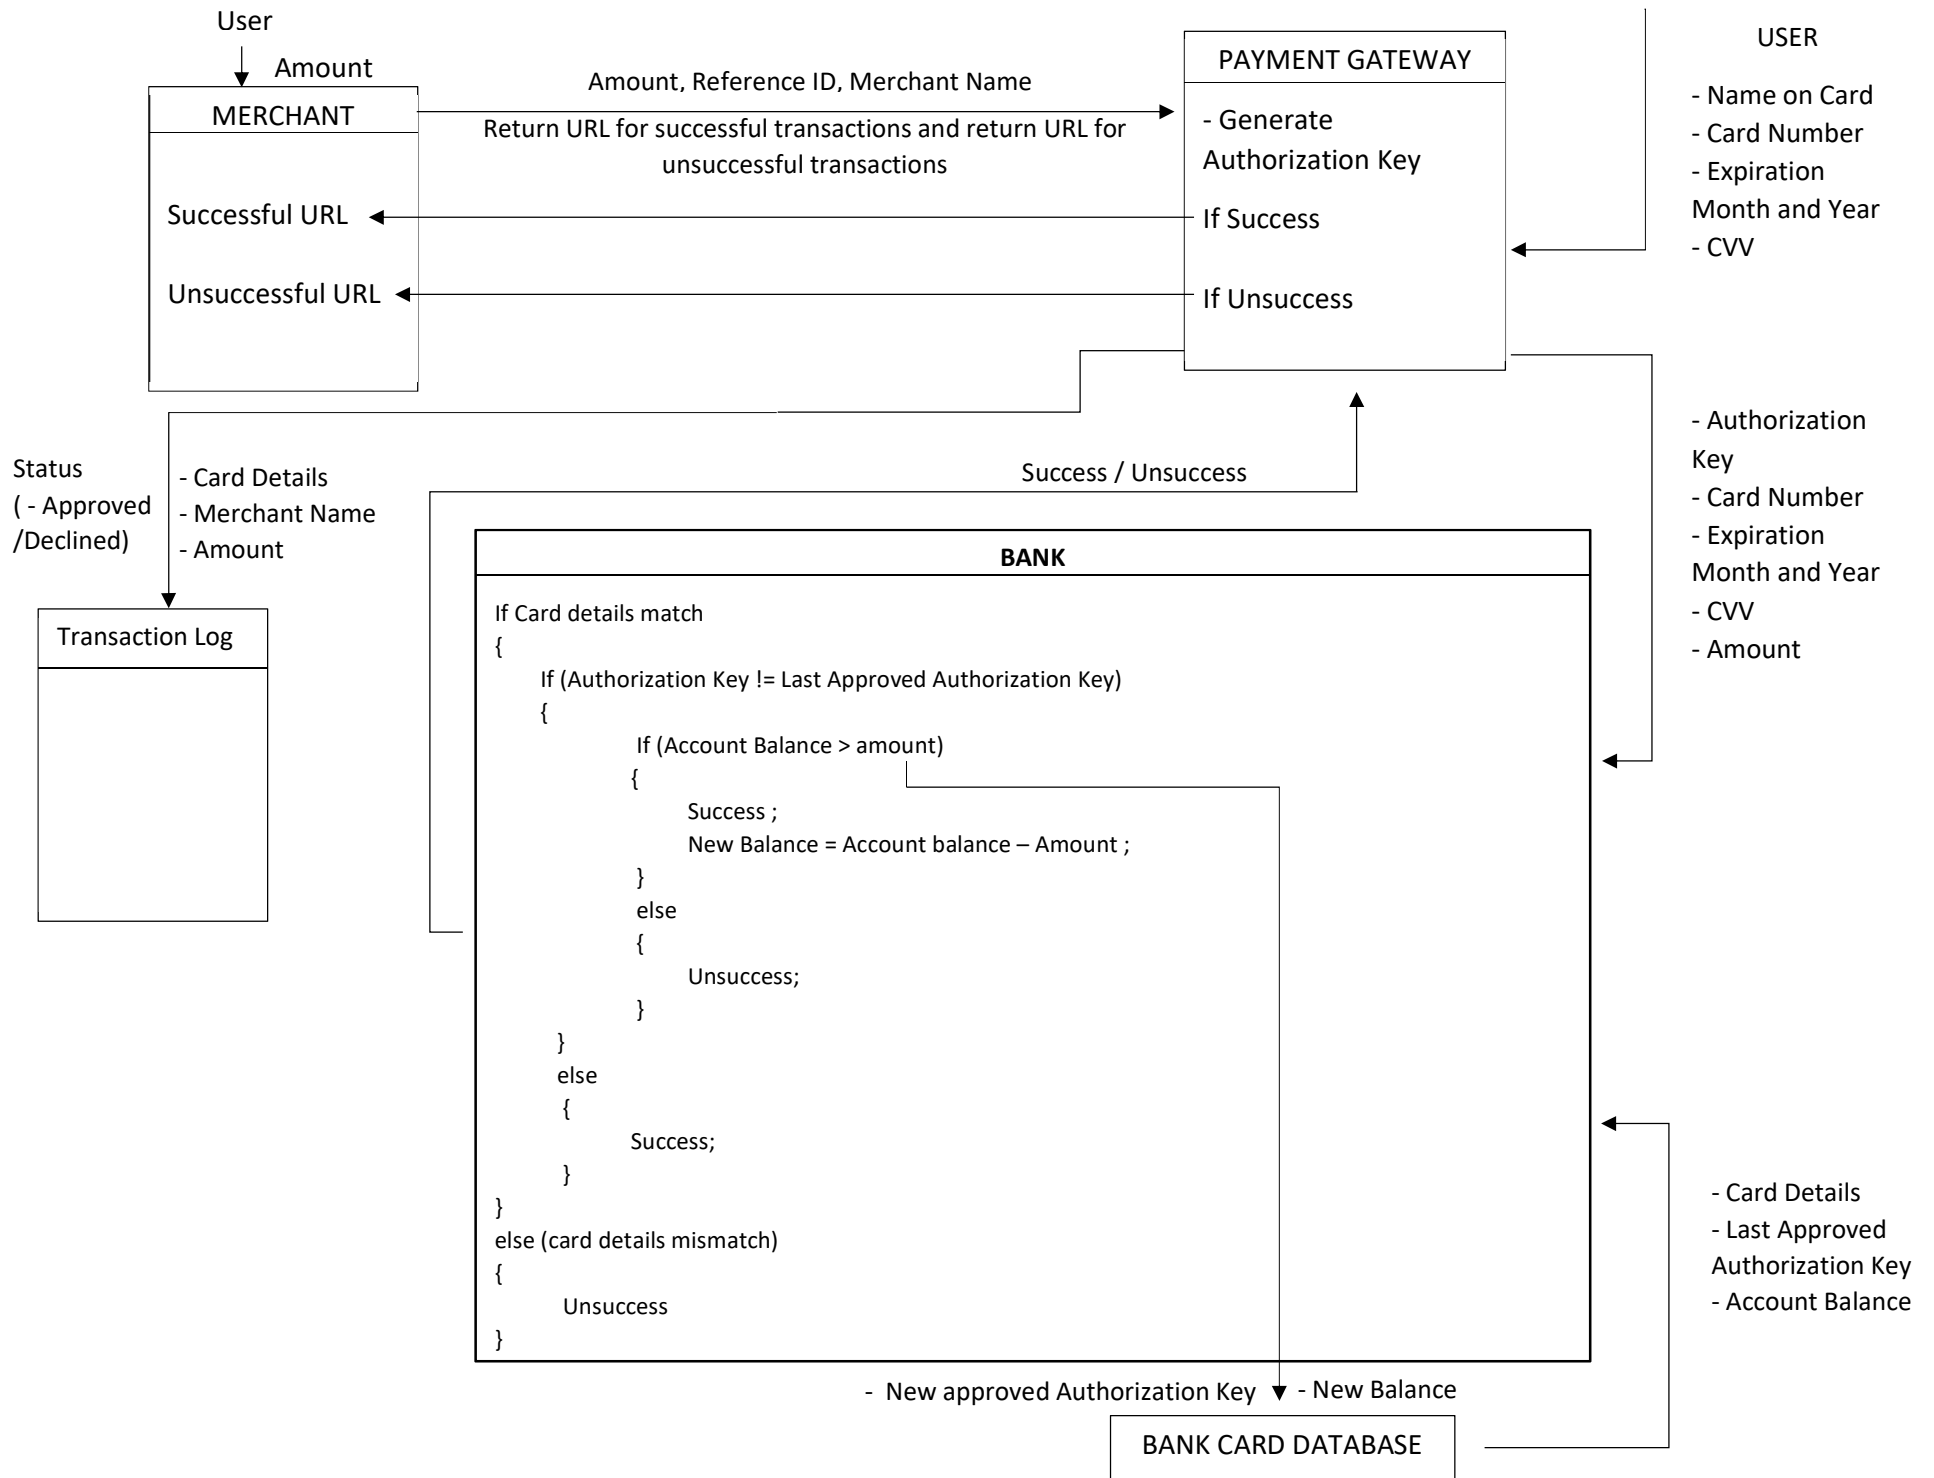 User
Amount
MERCHANT
Successful URL
Unsuccessful URL
Amount, Reference ID, Merchant Name
Return URL for successful transactions and return URL for
unsuccessful transactions
PAYMENT GATEWAY
- Generate
Authorization Key
If Success
If Unsuccess
USER
- Name on Card
- Card Number
- Expiration
Month and Year
- CVV
- Authorization
Key
- Card Number
- Expiration
Month and Year
- CVV
- Amount
Status
( - Approved
/Declined)
- Card Details
- Merchant Name
- Amount
Transaction Log
Success / Unsuccess
BANK
If Card details match
{
If (Authorization Key != Last Approved Authorization Key)
{
If (Account Balance > amount)
{
Success ;
New Balance = Account balance – Amount ;
}
else
{
Unsuccess;
}
}
else
{
Success;
}
}
else (card details mismatch)
{
Unsuccess
}
- Card Details
- Last Approved
Authorization Key
- Account Balance
- New approved Authorization Key
- New Balance
BANK CARD DATABASE